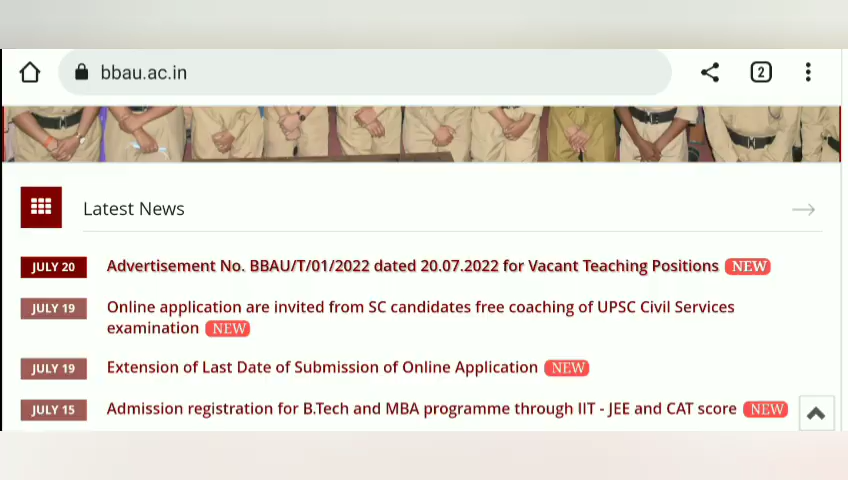 bbau.ac.in
2
Latest News
JULY 20
Advertisement No. BBAU/T/01/2022 dated 20.07.2022 for Vacant Teaching Positions NEW
JULY 19
Online application are invited from SC candidates free coaching of UPSC Civil Services
examination NEW
JULY 19
Extension of Last Date of Submission of Online Application NEW
JULY 15
Admission registration for B.Tech and MBA programme through IIT - JEE and CAT score NEW